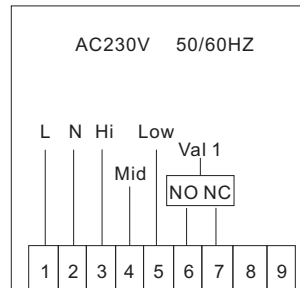 AC230V 50/60HZ
L N Hi Low
Val 1
Mid
NO NC
1 2 3 4 5 6 7 8 9